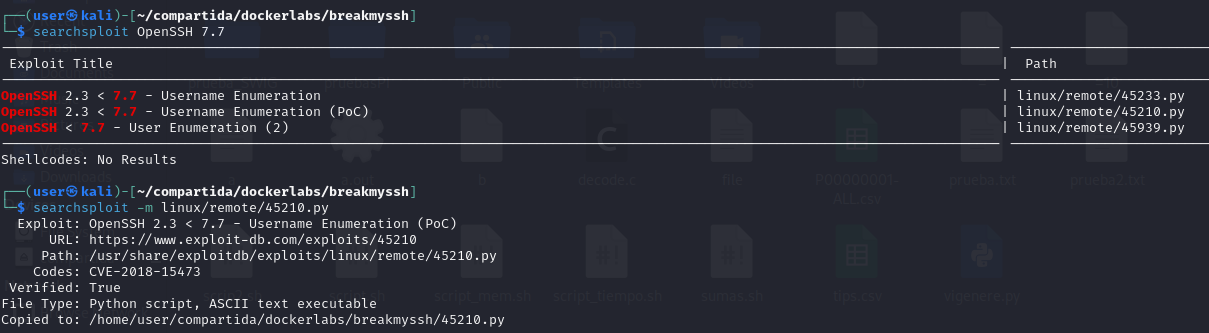 ┌──(user㉿kali)-[~/compartida/dockerlabs/breakmyssh]
└─$ searchsploit OpenSSH 7.7
Exploit Title | Path
OpenSSH 2.3 < 7.7 - Username Enumeration | linux/remote/45233.py
OpenSSH 2.3 < 7.7 - Username Enumeration (PoC) | linux/remote/45210.py
OpenSSH < 7.7 - User Enumeration (2) | linux/remote/45939.py
Shellcodes: No Results
┌──(user㉿kali)-[~/compartida/dockerlabs/breakmyssh]
└─$ searchsploit -m linux/remote/45210.py
Exploit: OpenSSH 2.3 < 7.7 - Username Enumeration (PoC)
URL: https://www.exploit-db.com/exploits/45210
Path: /usr/share/exploitdb/exploits/linux/remote/45210.py
Codes: CVE-2018-15473
Verified: True
File Type: Python script, ASCII text executable
Copied to: /home/user/compartida/dockerlabs/breakmyssh/45210.py